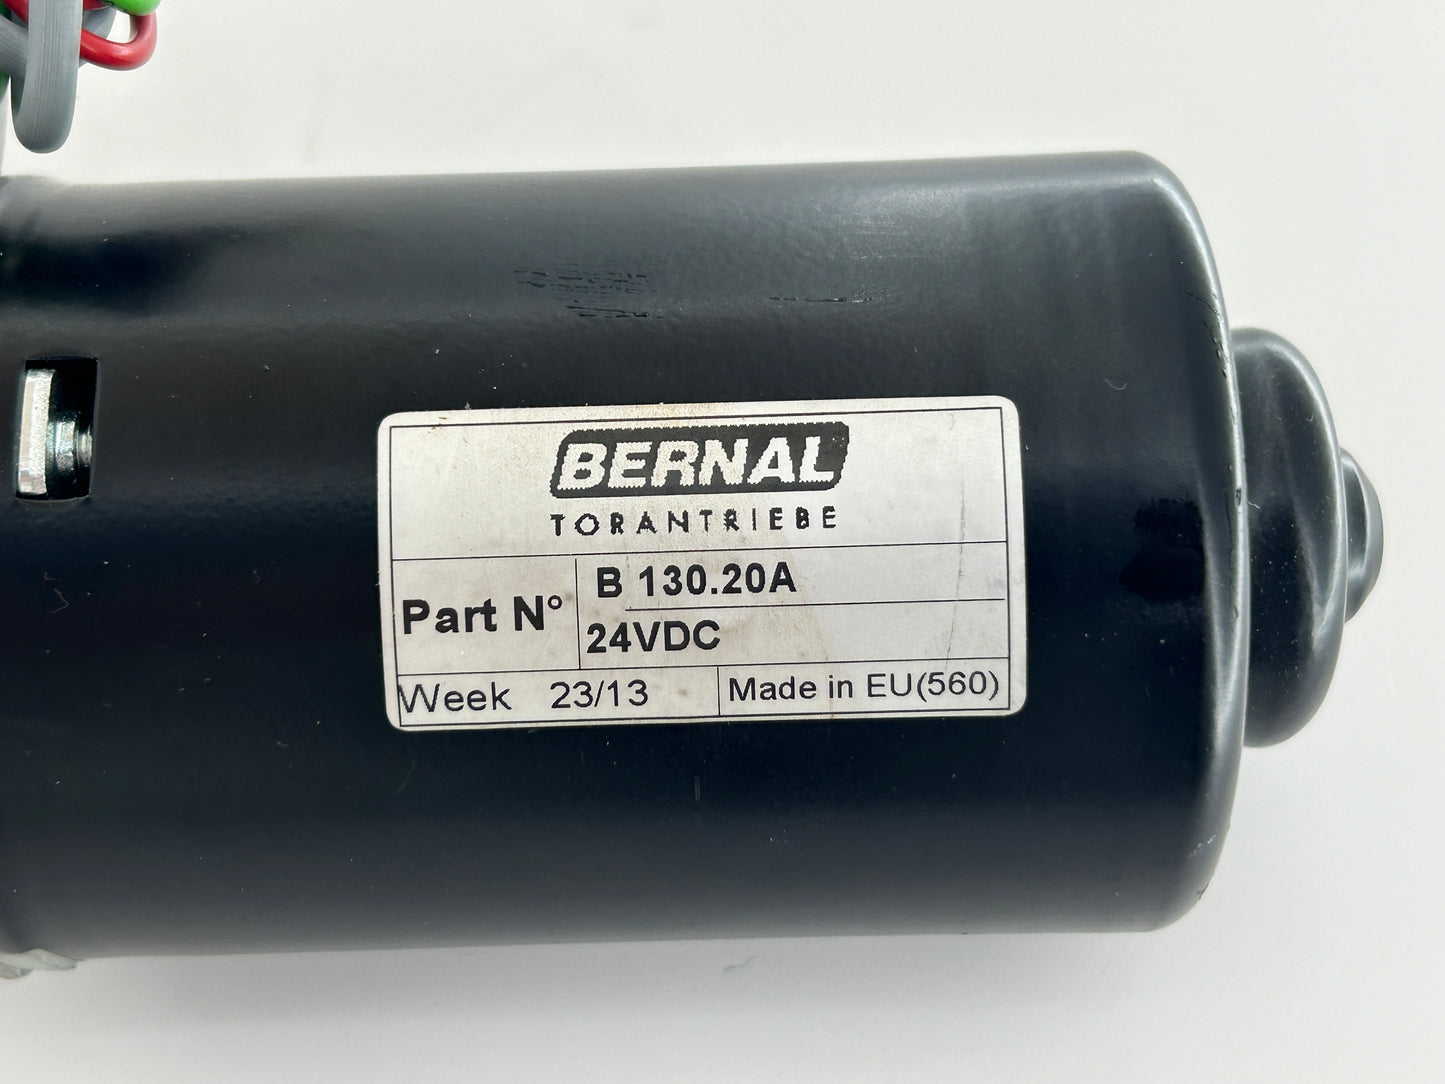 BERNAL
TORANTRIEBE
Part N° B 130.20A
24VDC
Week 23/13 Made in EU(560)